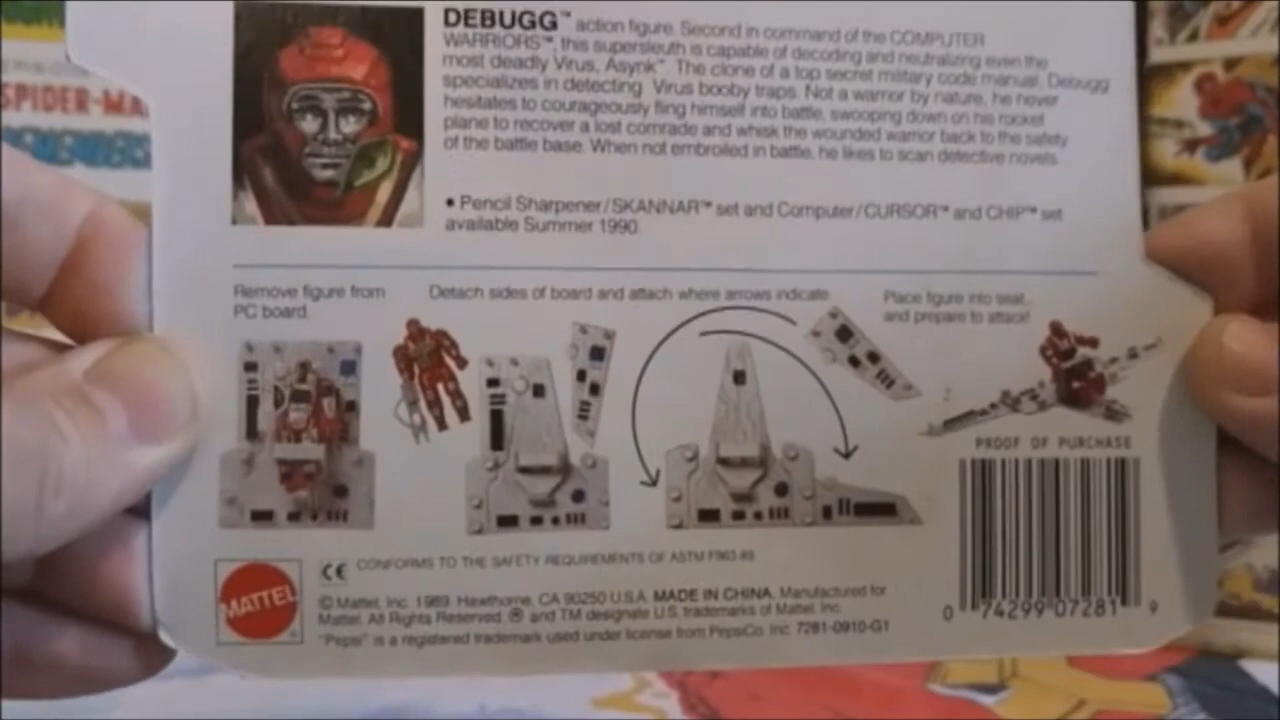 DEBUGG™ action figure. Second in command of the COMPUTER
WARRIORS™, this supersleuth is capable of decoding and neutralizing even the
most deadly Virus, Asynk™. The clone of a top secret military code manual, Debugg
specializes in detecting Virus booby traps. Not a warrior by nature, he never
hesitates to courageously fling himself into battle, swooping down on his rocket
plane to recover a lost comrade and whisk the wounded warrior back to the safety
of the battle base. When not embroiled in battle, he likes to scan detective novels.
• Pencil Sharpener/SKANNAR™ set and Computer/CURSOR™ and CHIP™ set
available Summer 1990.
SPIDER-MA
Remove figure from
PC board.
Detach sides of board and attach where arrows indicate.
Place figure into seat...
and prepare to attack!
PROOF OF PURCHASE
0 74299 07281 9
MATTEL
CE CONFORMS TO THE SAFETY REQUIREMENTS OF ASTM F963-89
© Mattel, Inc. 1989. Hawthorne, CA 90250 U.S.A. MADE IN CHINA. Manufactured for
Mattel. All Rights Reserved. ® and TM designate U.S. trademarks of Mattel, Inc.
"Pepsi" is a registered trademark used under license from PepsiCo. Inc. 7281-0910-G1